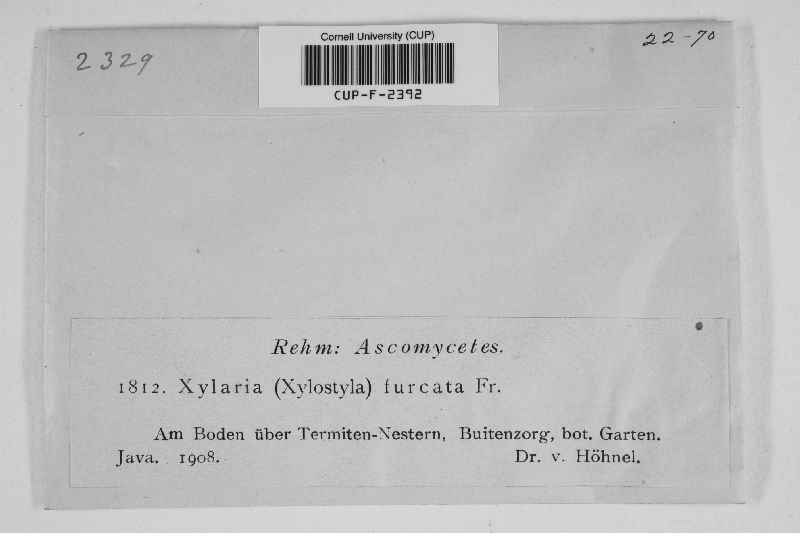 Cornell University (CUP)
CUP-F-2392
2329
22-70
Rehm: Ascomycetes.
1812. Xylaria (Xylostyla) furcata Fr.
Am Boden über Termiten-Nestern, Buitenzorg, bot. Garten.
Java. 1908. Dr. v. Höhnel.